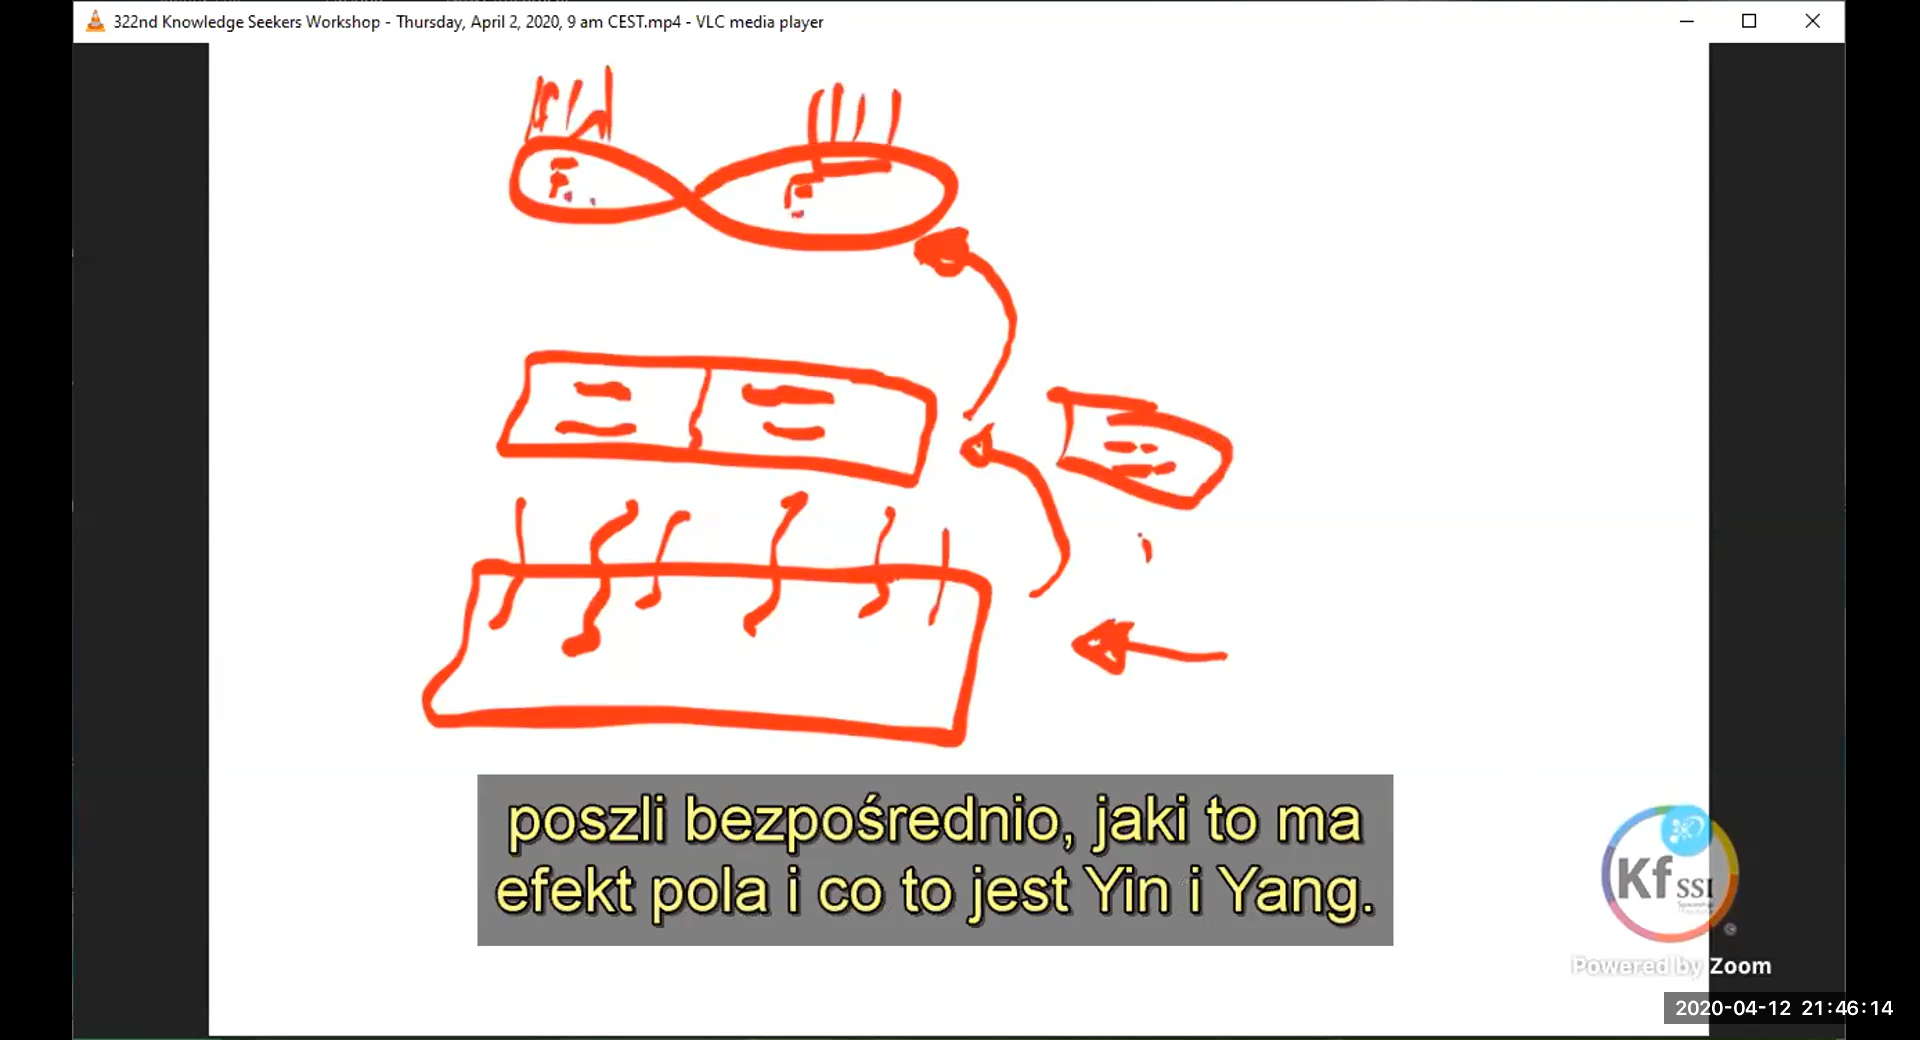 322nd Knowledge Seekers Workshop - Thursday, April 2, 2020, 9 am CEST.mp4 - VLC media player
poszli bezpośrednio, jaki to ma
efekt pola i co to jest Yin i Yang.
Kf SSI
Powered by Zoom
2020-04-12 21:46:14